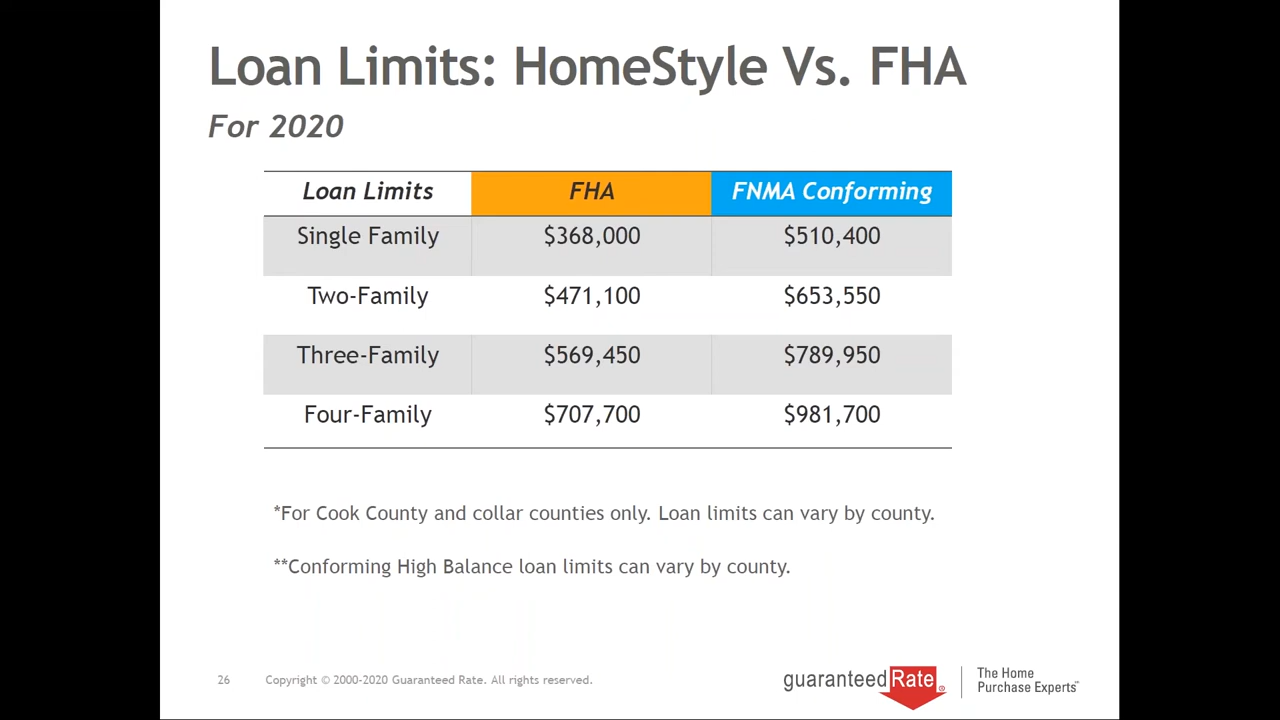 Loan Limits: HomeStyle Vs. FHA
For 2020
Loan Limits FHA FNMA Conforming
Single Family $368,000 $510,400
Two-Family $471,100 $653,550
Three-Family $569,450 $789,950
Four-Family $707,700 $981,700
*For Cook County and collar counties only. Loan limits can vary by county.
**Conforming High Balance loan limits can vary by county.
26 Copyright © 2000-2020 Guaranteed Rate. All rights reserved.
guaranteed Rate®
The Home
Purchase Experts℠